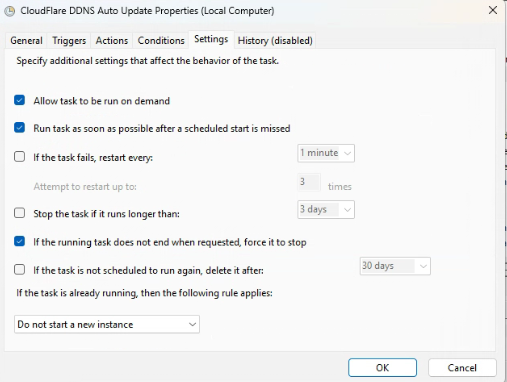 CloudFlare DDNS Auto Update Properties (Local Computer)
General Triggers Actions Conditions Settings History (disabled)
Specify additional settings that affect the behavior of the task.
Allow task to be run on demand
Run task as soon as possible after a scheduled start is missed
If the task fails, restart every: 1 minute
Attempt to restart up to: 3 times
Stop the task if it runs longer than: 3 days
If the running task does not end when requested, force it to stop
If the task is not scheduled to run again, delete it after: 30 days
If the task is already running, then the following rule applies:
Do not start a new instance
OK Cancel